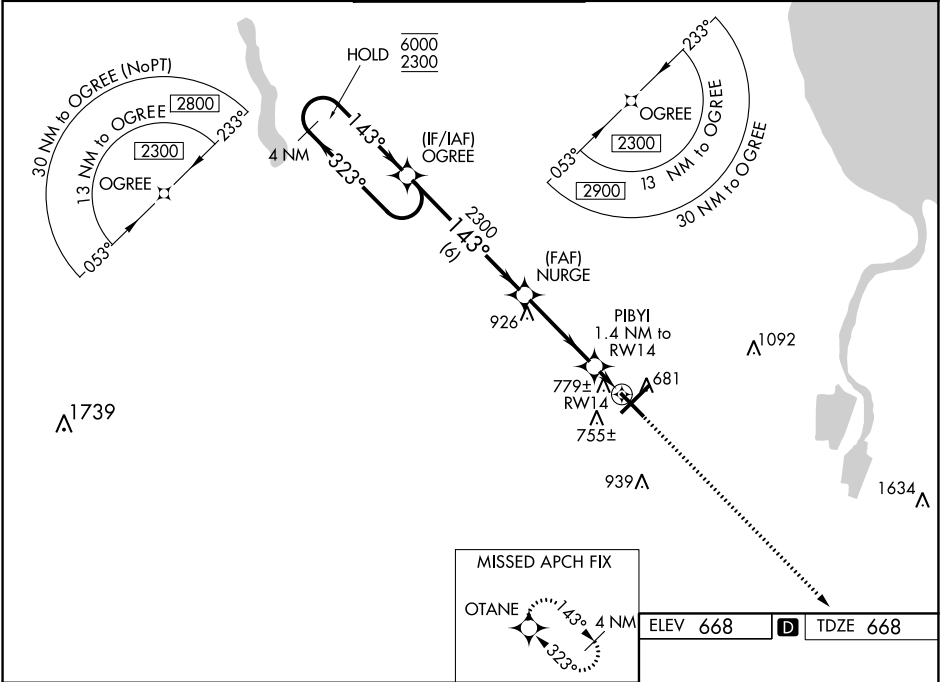 30 NM to OGREE (NoPT)
2800
233°
13 NM to OGREE
2300
OGREE
053°
HOLD 6000
2300
143°
4 NM
323°
(IF/IAF)
OGREE
2300
143°
(6)
(FAF)
NURGE
926
PIBYI
1.4 NM to
RW14
779±
681
RW14
755±
939
1739
1092
1634
233°
OGREE
2300
053°
2900
13 NM to OGREE
30 NM to OGREE
MISSED APCH FIX
OTANE
143°
4 NM
323°
ELEV 668 D TDZE 668